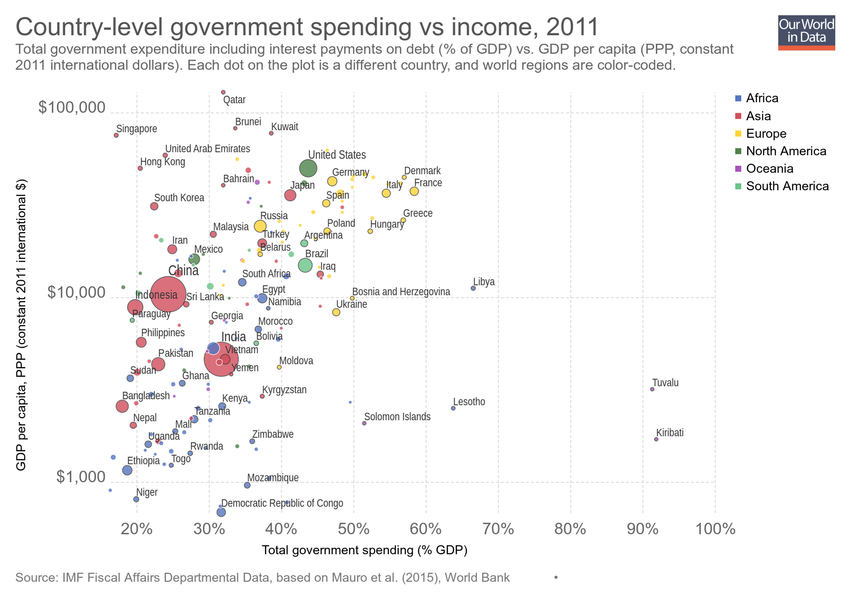 Country-level government spending vs income, 2011
Our World
in Data
Total government expenditure including interest payments on debt (% of GDP) vs. GDP per capita (PPP, constant
2011 international dollars). Each dot on the plot is a different country, and world regions are color-coded.
Africa
Asia
Europe
North America
Oceania
South America
GDP per capita, PPP (constant 2011 international $)
$100,000
$10,000
$1,000
Qatar
Singapore
Brunei
Kuwait
United Arab Emirates
Hong Kong
United States
Bahrain
Japan
Germany
Denmark
Italy
France
South Korea
Spain
Russia
Greece
Malaysia
Poland
Hungary
Iran
Turkey
Argentina
Mexico
Belarus
Brazil
China
South Africa
Iraq
Libya
Indonesia
Sri Lanka
Egypt
Bosnia and Herzegovina
Namibia
Paraguay
Georgia
Ukraine
Philippines
Morocco
India
Bolivia
Pakistan
Vietnam
Sudan
Yemen
Moldova
Ghana
Tuvalu
Bangladesh
Kenya
Kyrgyzstan
Lesotho
Nepal
Tanzania
Mali
Solomon Islands
Uganda
Zimbabwe
Kiribati
Ethiopia
Togo
Rwanda
Niger
Mozambique
Democratic Republic of Congo
20%
30%
40%
50%
60%
70%
80%
90%
100%
Total government spending (% GDP)
Source: IMF Fiscal Affairs Departmental Data, based on Mauro et al. (2015), World Bank